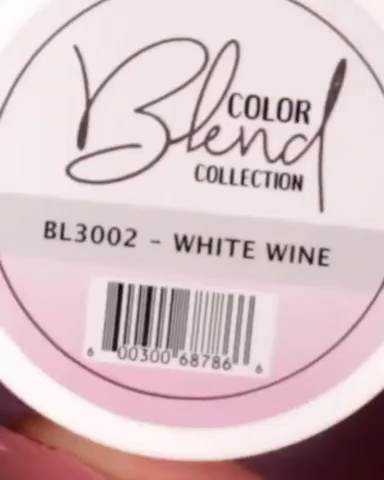 COLOR
Blend
COLLECTION
BL3002 - WHITE WINE
6 00300 68786 6